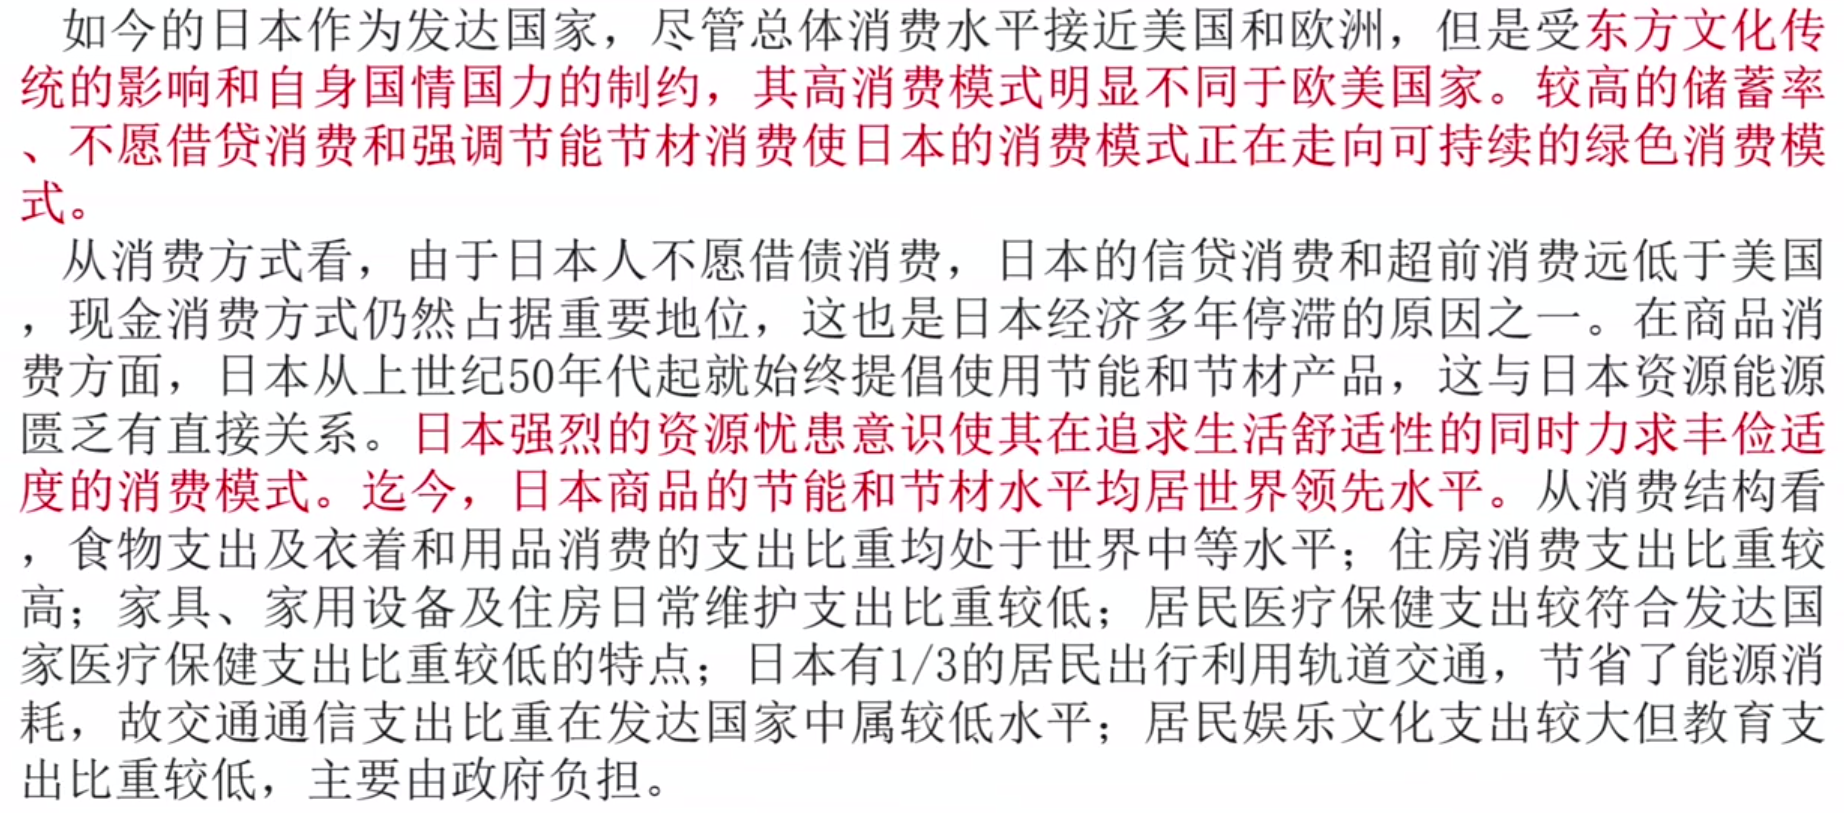 如今的日本作为发达国家，尽管总体消费水平接近美国和欧洲，但是受东方文化传
统的影响和自身国情国力的制约，其高消费模式明显不同于欧美国家。较高的储蓄率
、不愿借贷消费和强调节能节材消费使日本的消费模式正在走向可持续的绿色消费模
式。
从消费方式看，由于日本人不愿借债消费，日本的信贷消费和超前消费远低于美国
，现金消费方式仍然占据重要地位，这也是日本经济多年停滞的原因之一。在商品消
费方面，日本从上世纪50年代起就始终提倡使用节能和节材产品，这与日本资源能源
匮乏有直接关系。日本强烈的资源忧患意识使其在追求生活舒适性的同时力求丰俭适
度的消费模式。迄今，日本商品的节能和节材水平均居世界领先水平。从消费结构看
，食物支出及衣着和用品消费的支出比重均处于世界中等水平；住房消费支出比重较
高；家具、家用设备及住房日常维护支出比重较低；居民医疗保健支出较符合发达国
家医疗保健支出比重较低的特点；日本有1/3的居民出行利用轨道交通，节省了能源消
耗，故交通通信支出比重在发达国家中属较低水平；居民娱乐文化支出较大但教育支
出比重较低，主要由政府负担。